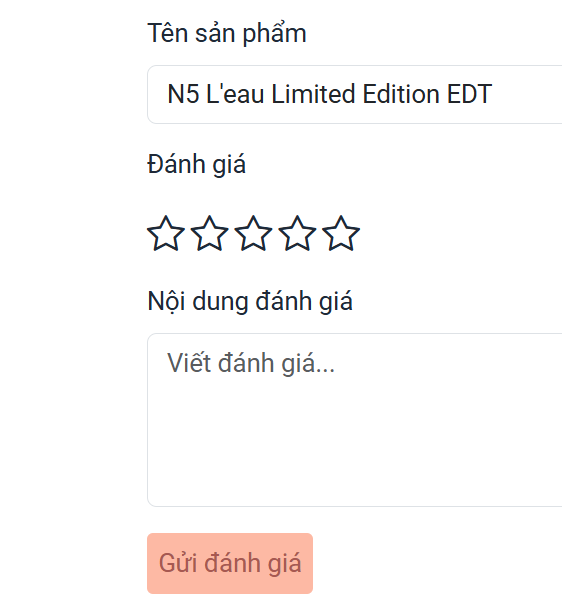 Tên sản phẩm
N5 L'eau Limited Edition EDT
Đánh giá
Nội dung đánh giá
Viết đánh giá...
Gửi đánh giá